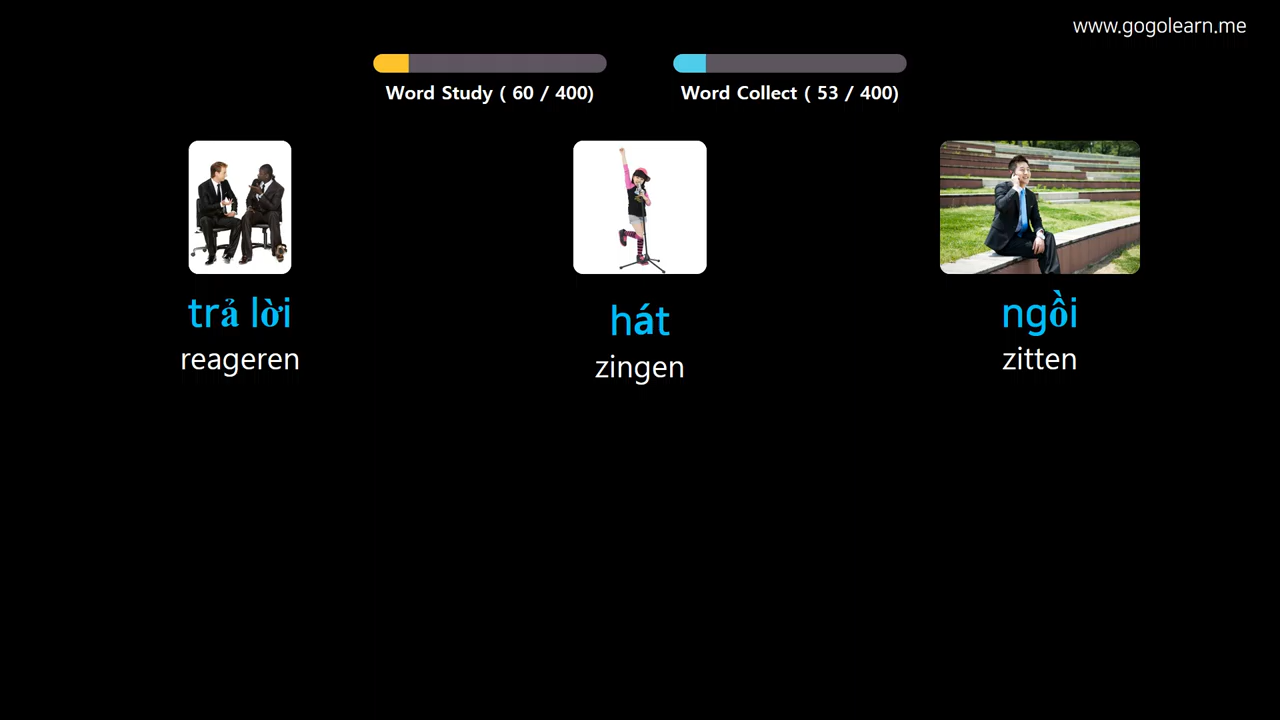 www.gogolearn.me
Word Study ( 60 / 400)
Word Collect ( 53 / 400)
trả lời
reageren
hát
zingen
ngồi
zitten